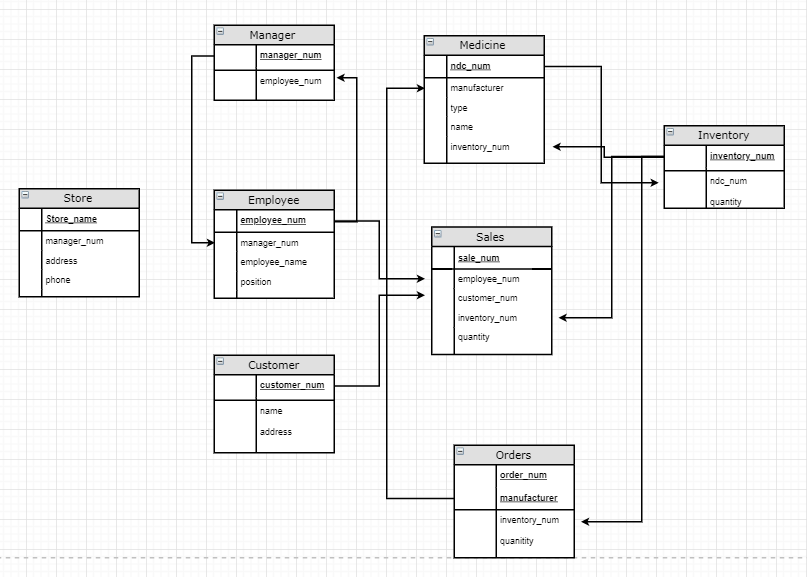 Manager
manager_num
employee_num
Medicine
ndc_num
manufacturer
type
name
inventory_num
Inventory
inventory_num
ndc_num
quantity
Store
Store_name
manager_num
address
phone
Employee
employee_num
manager_num
employee_name
position
Sales
sale_num
employee_num
customer_num
inventory_num
quantity
Customer
customer_num
name
address
Orders
order_num
manufacturer
inventory_num
quanitity